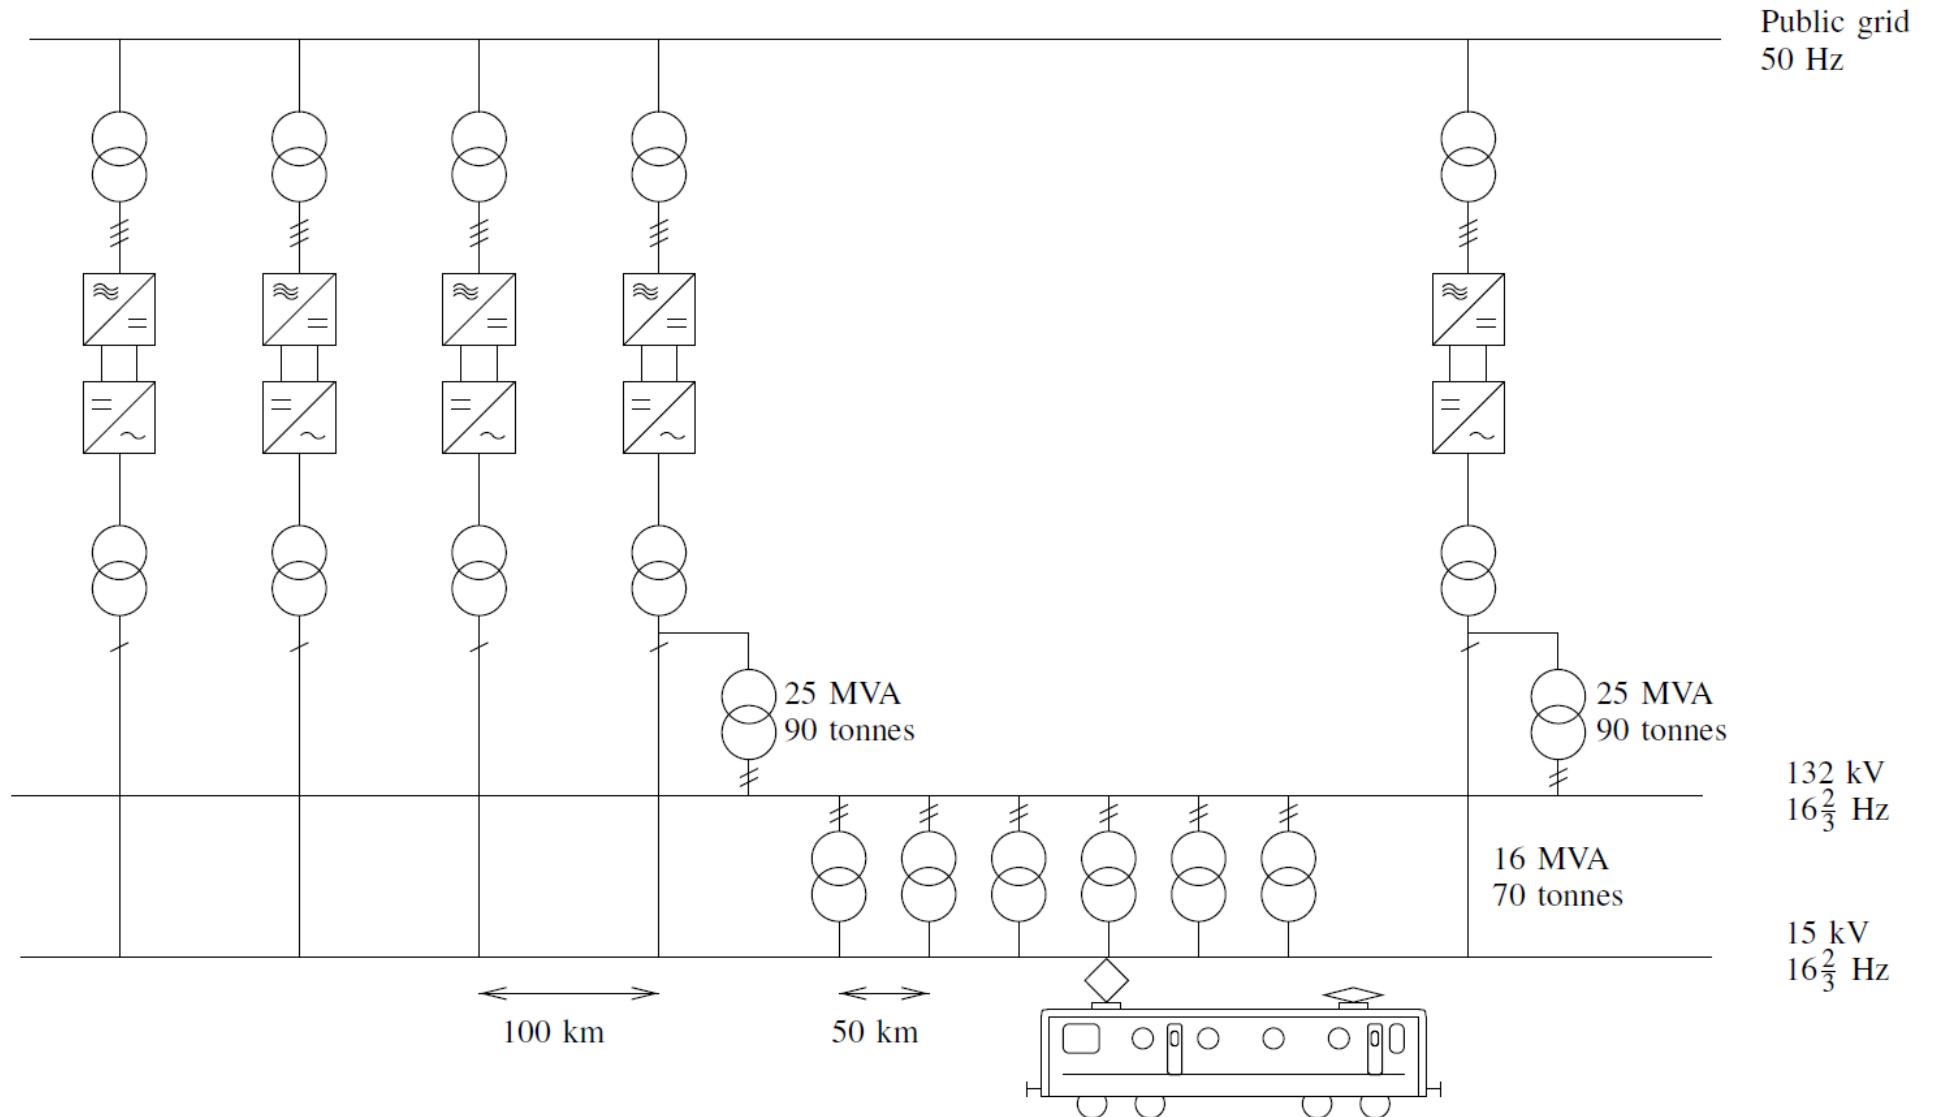 Public grid
50 Hz
25 MVA
90 tonnes
25 MVA
90 tonnes
132 kV
16⅔ Hz
16 MVA
70 tonnes
15 kV
16⅔ Hz
100 km
50 km